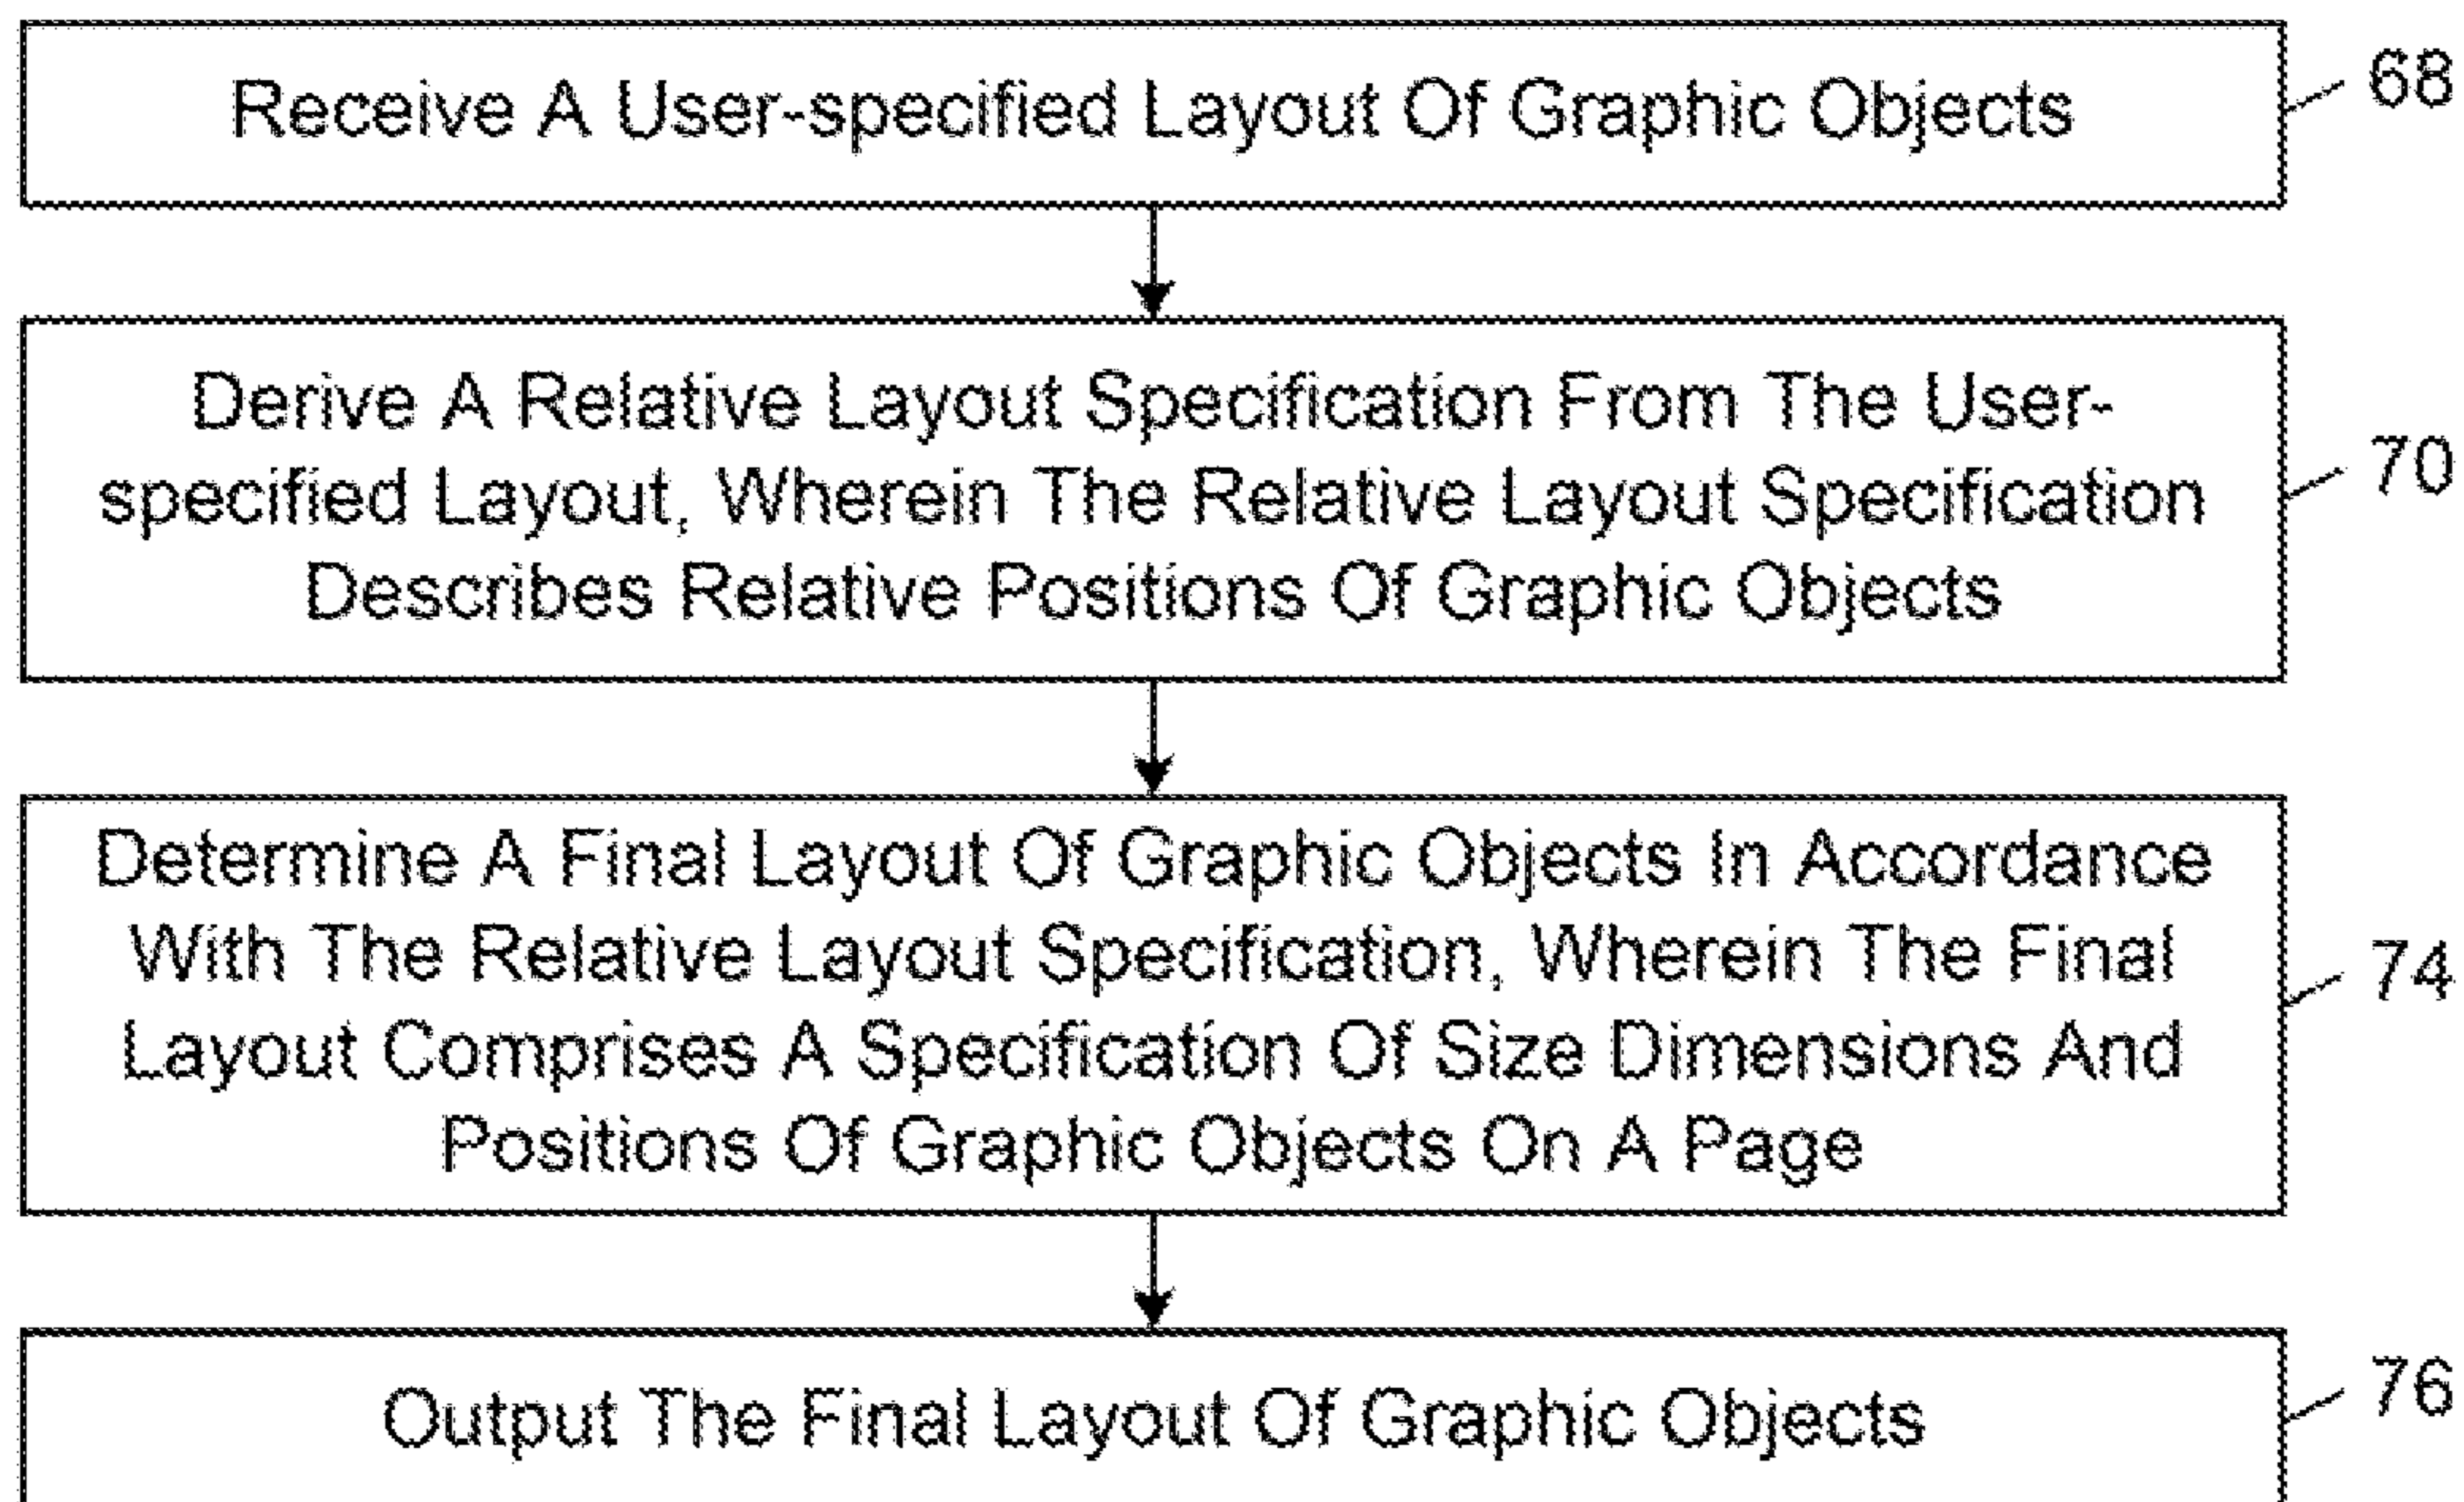 Receive A User-specified Layout Of Graphic Objects
68
Derive A Relative Layout Specification From The User-
specified Layout, Wherein The Relative Layout Specification
Describes Relative Positions Of Graphic Objects
70
Determine A Final Layout Of Graphic Objects In Accordance
With The Relative Layout Specification, Wherein The Final
Layout Comprises A Specification Of Size Dimensions And
Positions Of Graphic Objects On A Page
74
Output The Final Layout Of Graphic Objects
76